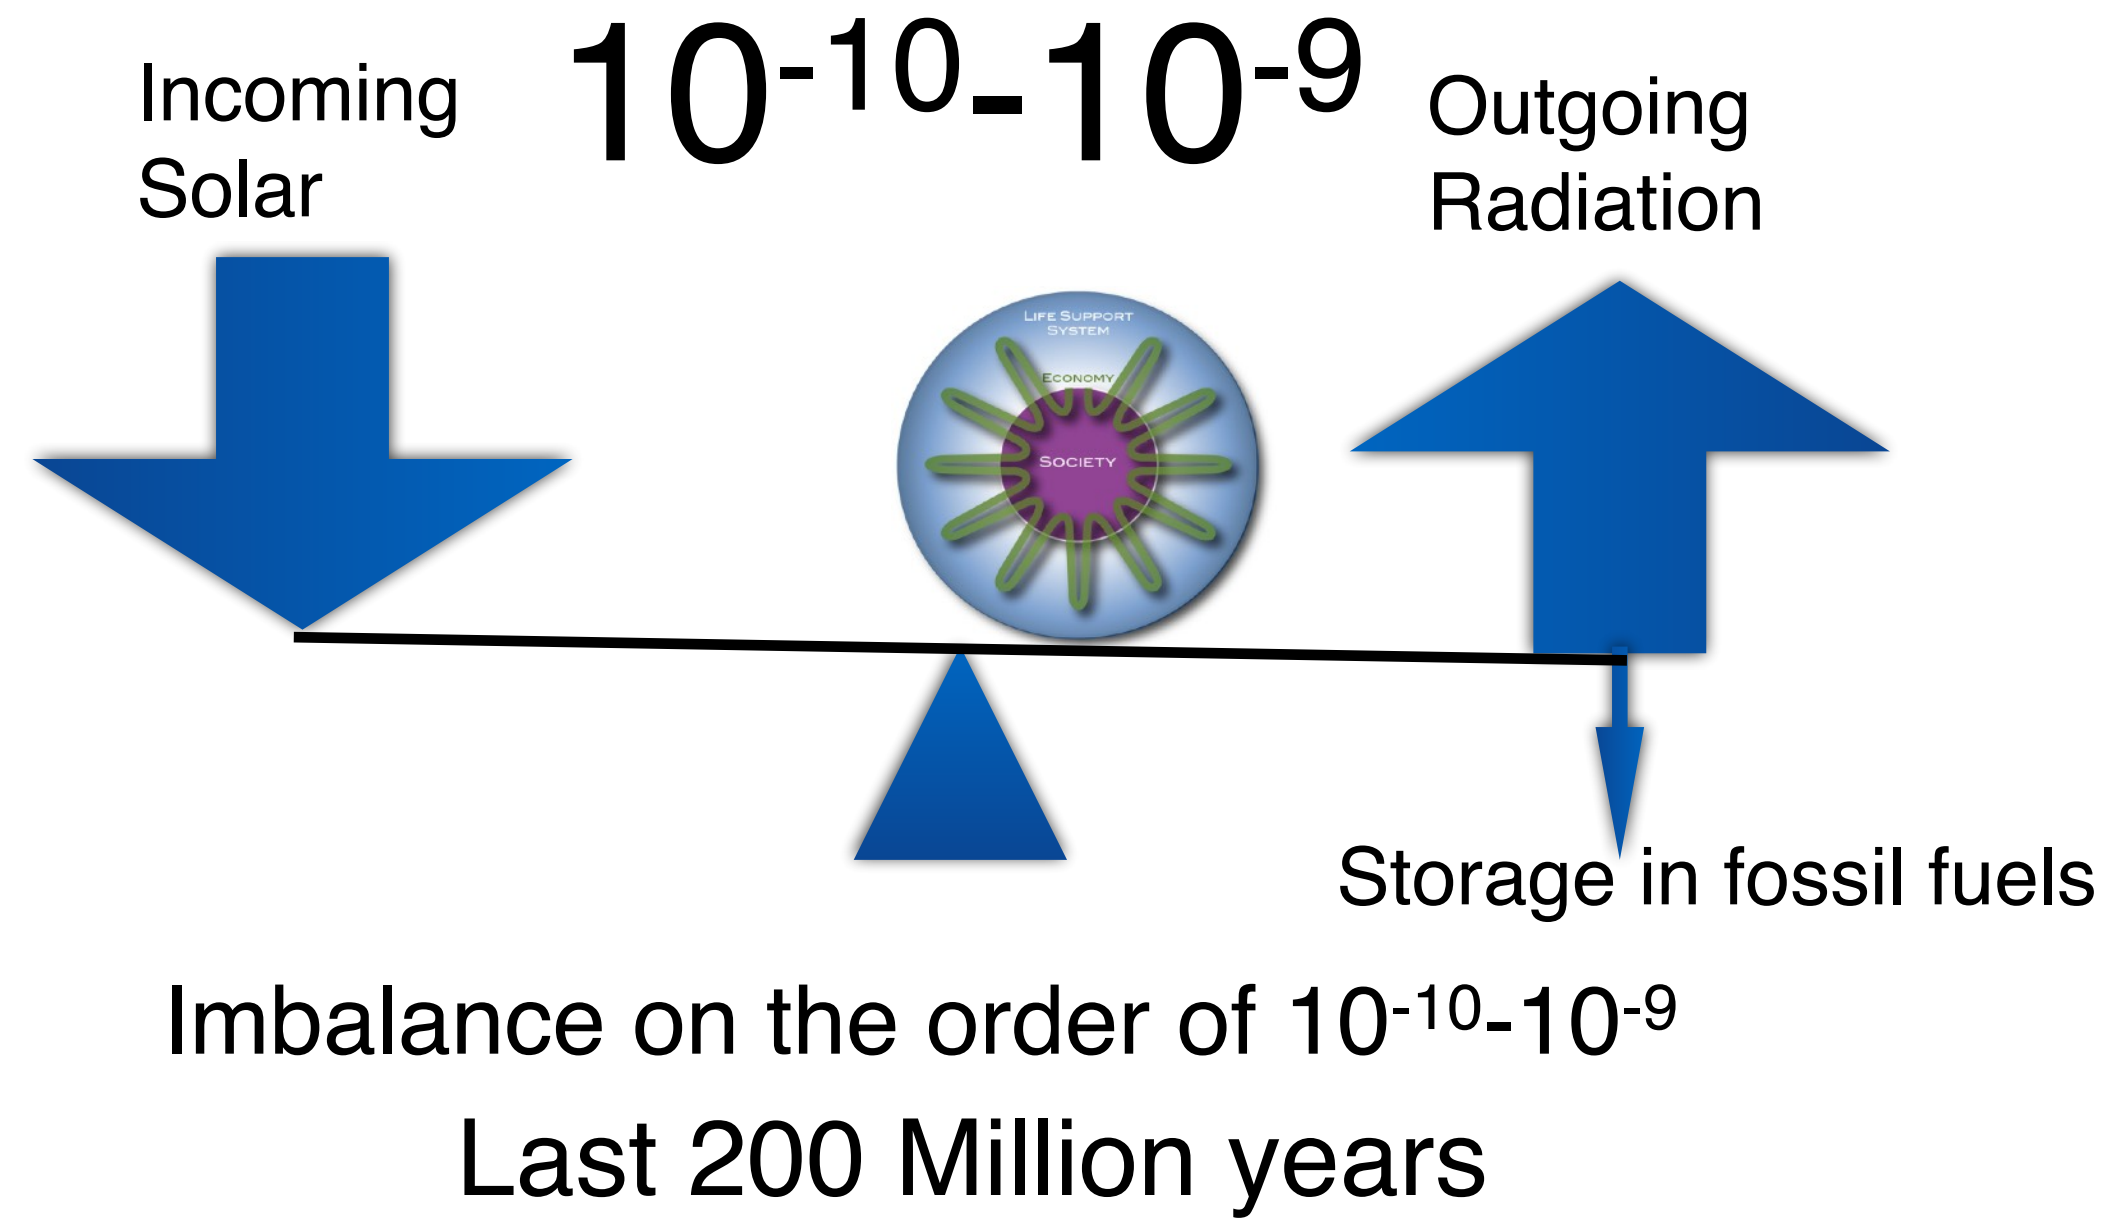 10⁻¹⁰-10⁻⁹
Incoming
Solar
Outgoing
Radiation
LIFE SUPPORT
SYSTEM
ECONOMY
SOCIETY
Storage in fossil fuels
Imbalance on the order of 10⁻¹⁰-10⁻⁹
Last 200 Million years